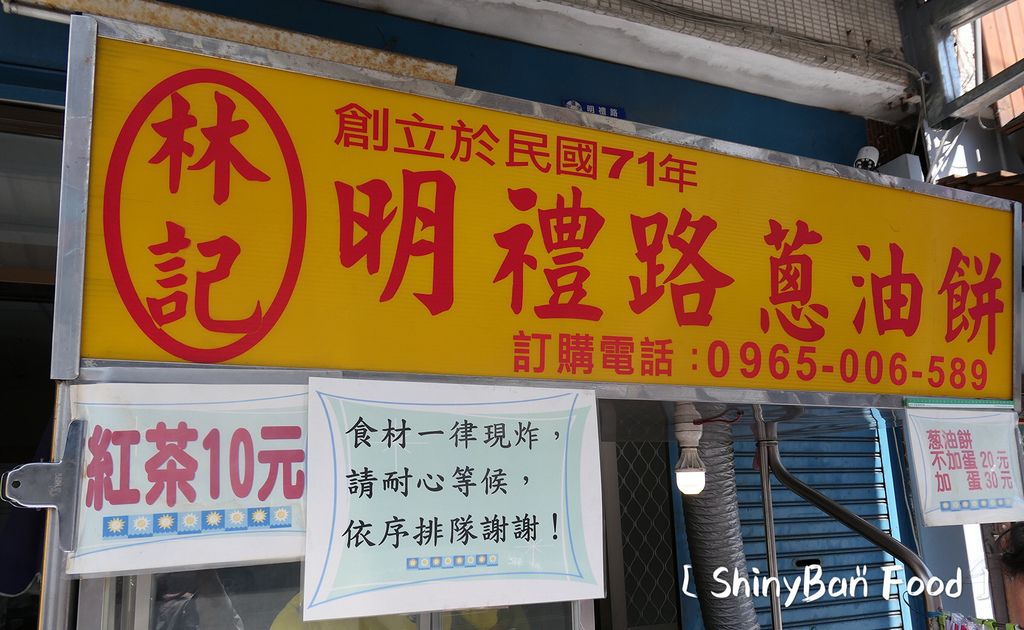 明禮路
林記
創立於民國71年
明禮路蔥油餅
訂購電話：0965-006-589
紅茶10元
食材一律現炸，
請耐心等候，
依序排隊謝謝！
蔥油餅
不加蛋20元
加 蛋30元
[ ShinyBan Food ]